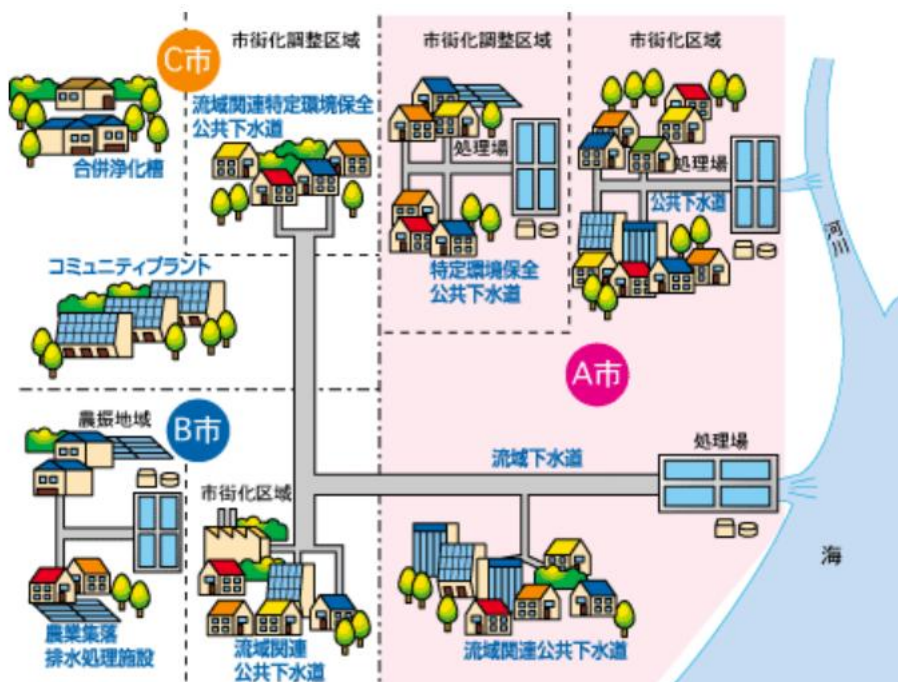 市街化調整区域
市街化調整区域
市街化区域
C市
流域関連特定環境保全
公共下水道
合併浄化槽
処理場
処理場
公共下水道
河川
特定環境保全
公共下水道
コミュニティプラント
A市
農振地域
B市
流域下水道
処理場
市街化区域
海
農業集落
排水処理施設
流域関連
公共下水道
流域関連公共下水道